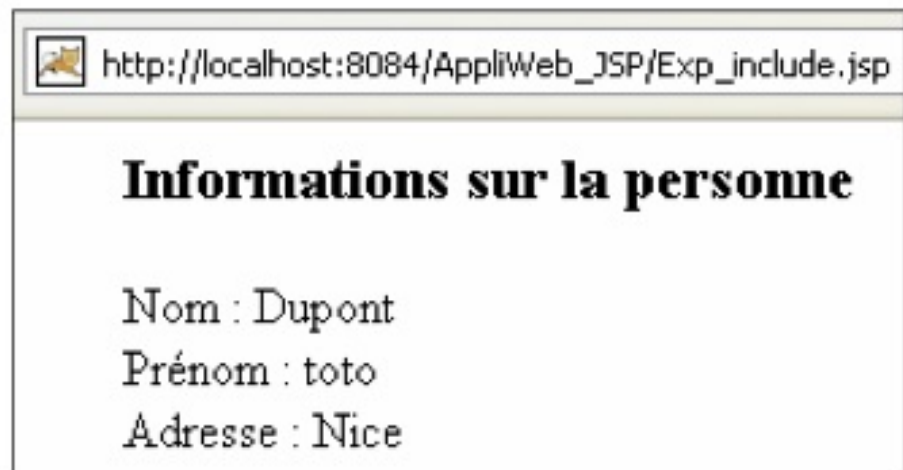 http://localhost:8084/AppliWeb_JSP/Exp_include.jsp
Informations sur la personne
Nom : Dupont
Prénom : toto
Adresse : Nice